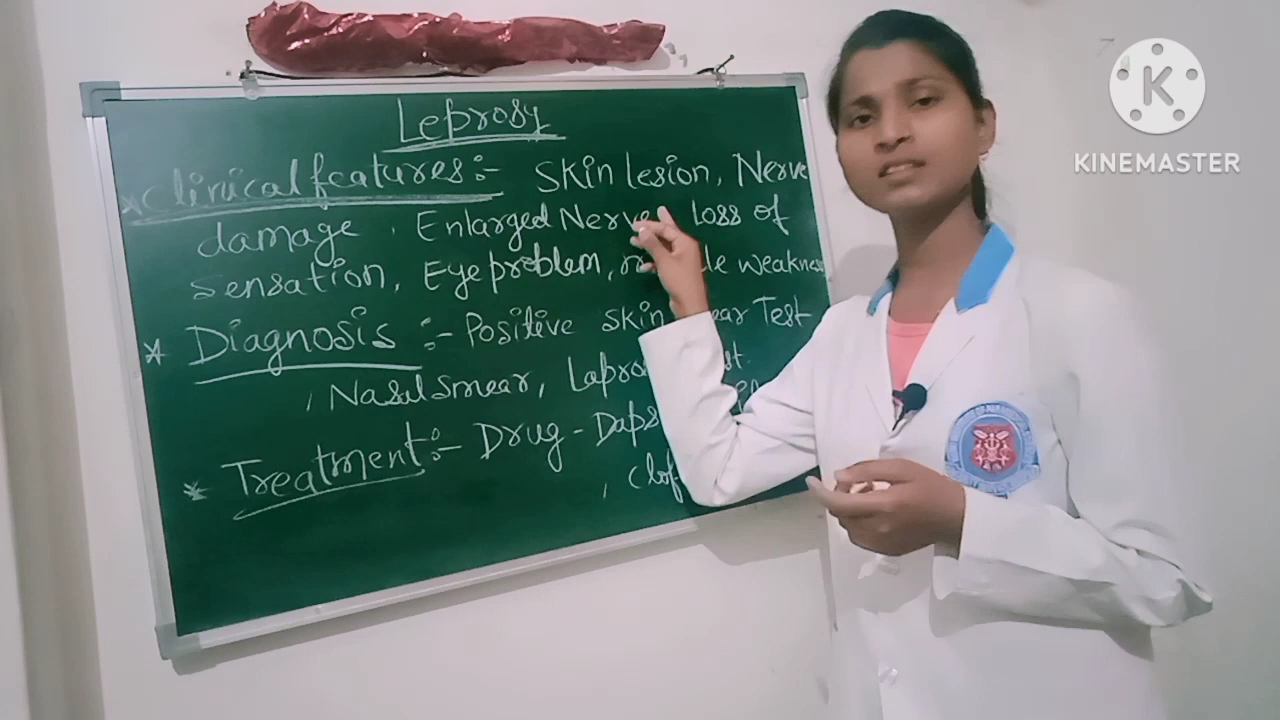 Leprosy
* Clinical features:- Skin lesion, Nerve
damage, Enlarged Nerve, Loss of
sensation, Eye problem, weakness
* Diagnosis :- Positive skin Test
, Nasal smear,
* Treatment :- Drug -
K
KINEMASTER